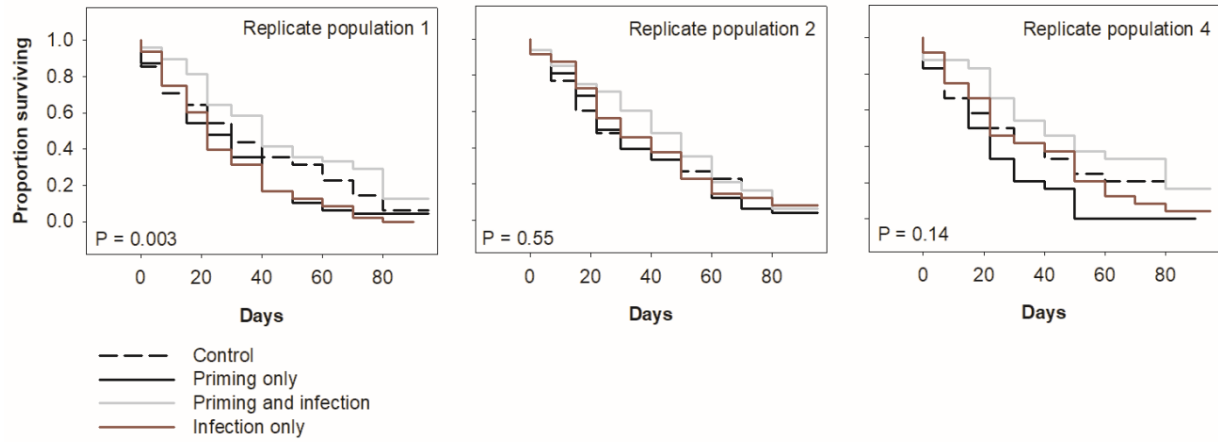 Replicate population 1
Replicate population 2
Replicate population 4
Proportion surviving
1.0
0.8
0.6
0.4
0.2
0.0
P = 0.003
P = 0.55
P = 0.14
0 20 40 60 80
0 20 40 60 80
0 20 40 60 80
Days
Days
Days
Control
Priming only
Priming and infection
Infection only